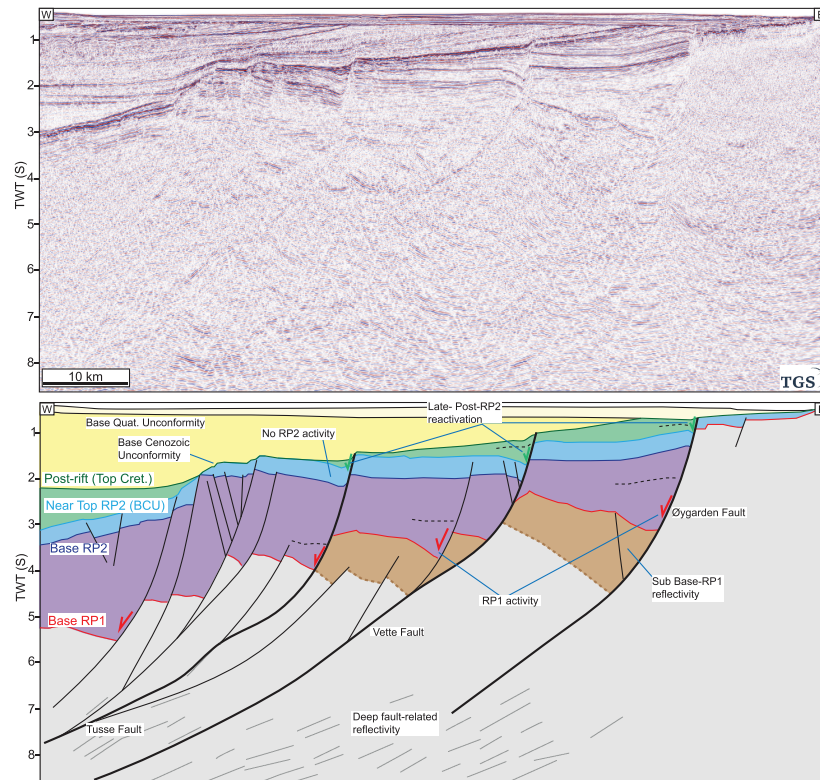 W
E
1
2
3
4
5
6
7
8
TWT (S)
10 km
TGS
W
E
Base Quat. Unconformity
Late- Post-RP2
reactivation
No RP2 activity
Base Cenozoic
Unconformity
1
2
3
4
5
6
7
8
TWT (S)
Post-rift (Top Cret.)
Near Top RP2 (BCU)
Base RP2
Base RP1
Øygarden Fault
Sub Base-RP1
reflectivity
RP1 activity
Vette Fault
Tusse Fault
Deep fault-related
reflectivity